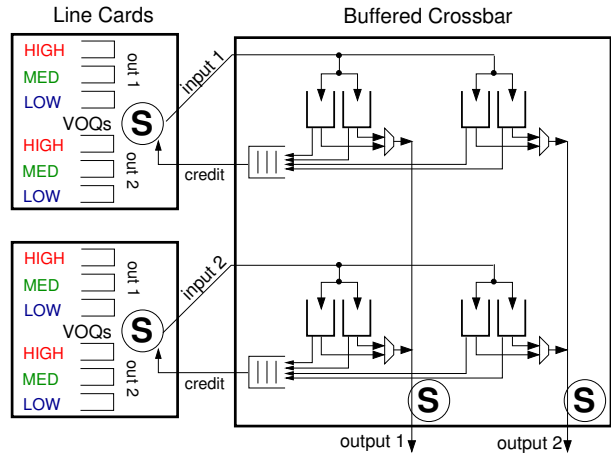 Line Cards
Buffered Crossbar
HIGH
MED
LOW
out 1
VOQs
S
HIGH
MED
LOW
out 2
input 1
credit
HIGH
MED
LOW
out 1
VOQs
S
HIGH
MED
LOW
out 2
input 2
credit
S
S
output 1
output 2